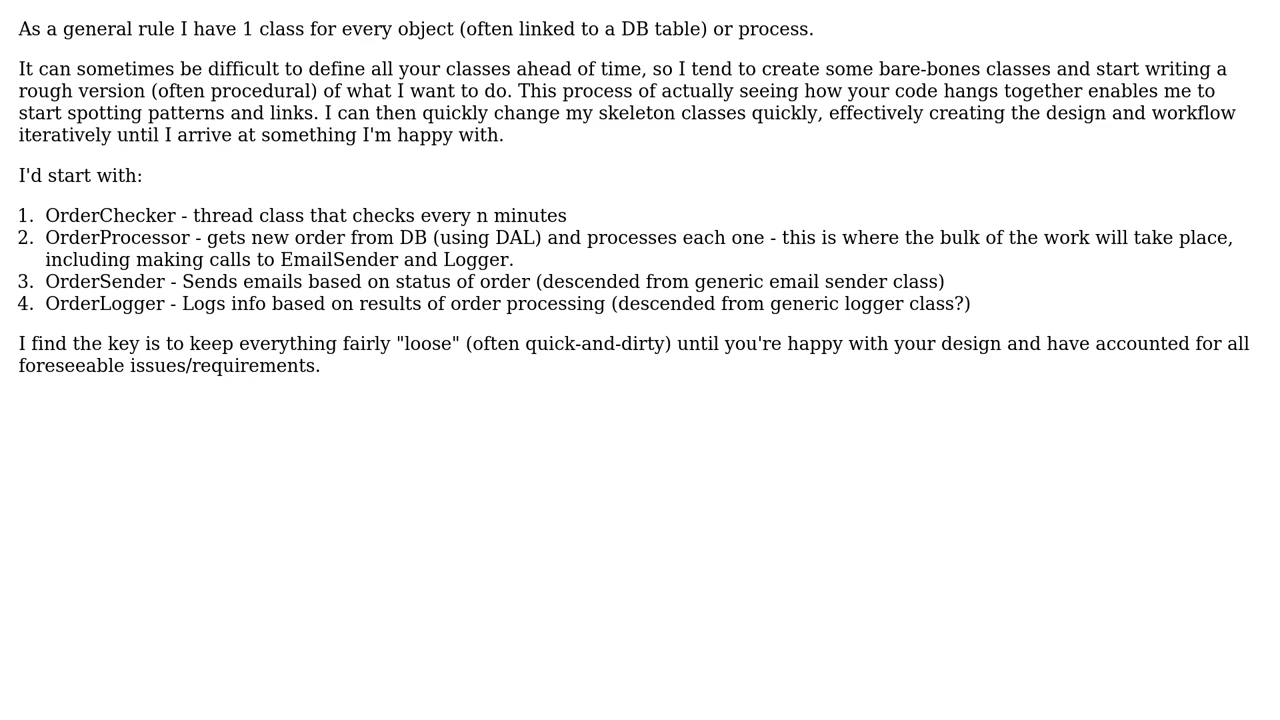 As a general rule I have 1 class for every object (often linked to a DB table) or process.
It can sometimes be difficult to define all your classes ahead of time, so I tend to create some bare-bones classes and start writing a
rough version (often procedural) of what I want to do. This process of actually seeing how your code hangs together enables me to
start spotting patterns and links. I can then quickly change my skeleton classes quickly, effectively creating the design and workflow
iteratively until I arrive at something I'm happy with.
I'd start with:
1. OrderChecker - thread class that checks every n minutes
2. OrderProcessor - gets new order from DB (using DAL) and processes each one - this is where the bulk of the work will take place,
including making calls to EmailSender and Logger.
3. OrderSender - Sends emails based on status of order (descended from generic email sender class)
4. OrderLogger - Logs info based on results of order processing (descended from generic logger class?)
I find the key is to keep everything fairly "loose" (often quick-and-dirty) until you're happy with your design and have accounted for all
foreseeable issues/requirements.